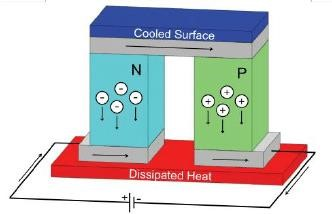 Cooled Surface
N P
- - - -
+ + + +
Dissipated Heat
+ -